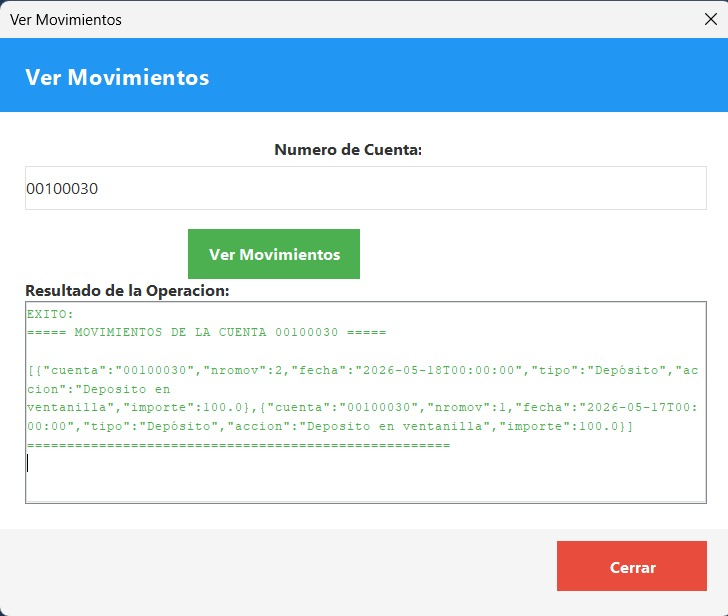 Ver Movimientos
Ver Movimientos
Numero de Cuenta:
00100030
Ver Movimientos
Resultado de la Operacion:
EXITO:
===== MOVIMIENTOS DE LA CUENTA 00100030 =====
[{"cuenta":"00100030","nromov":2,"fecha":"2026-05-18T00:00:00","tipo":"Depósito","ac
cion":"Deposito en
ventanilla","importe":100.0},{"cuenta":"00100030","nromov":1,"fecha":"2026-05-17T00:
00:00","tipo":"Depósito","accion":"Deposito en ventanilla","importe":100.0}]
=====================================================
Cerrar